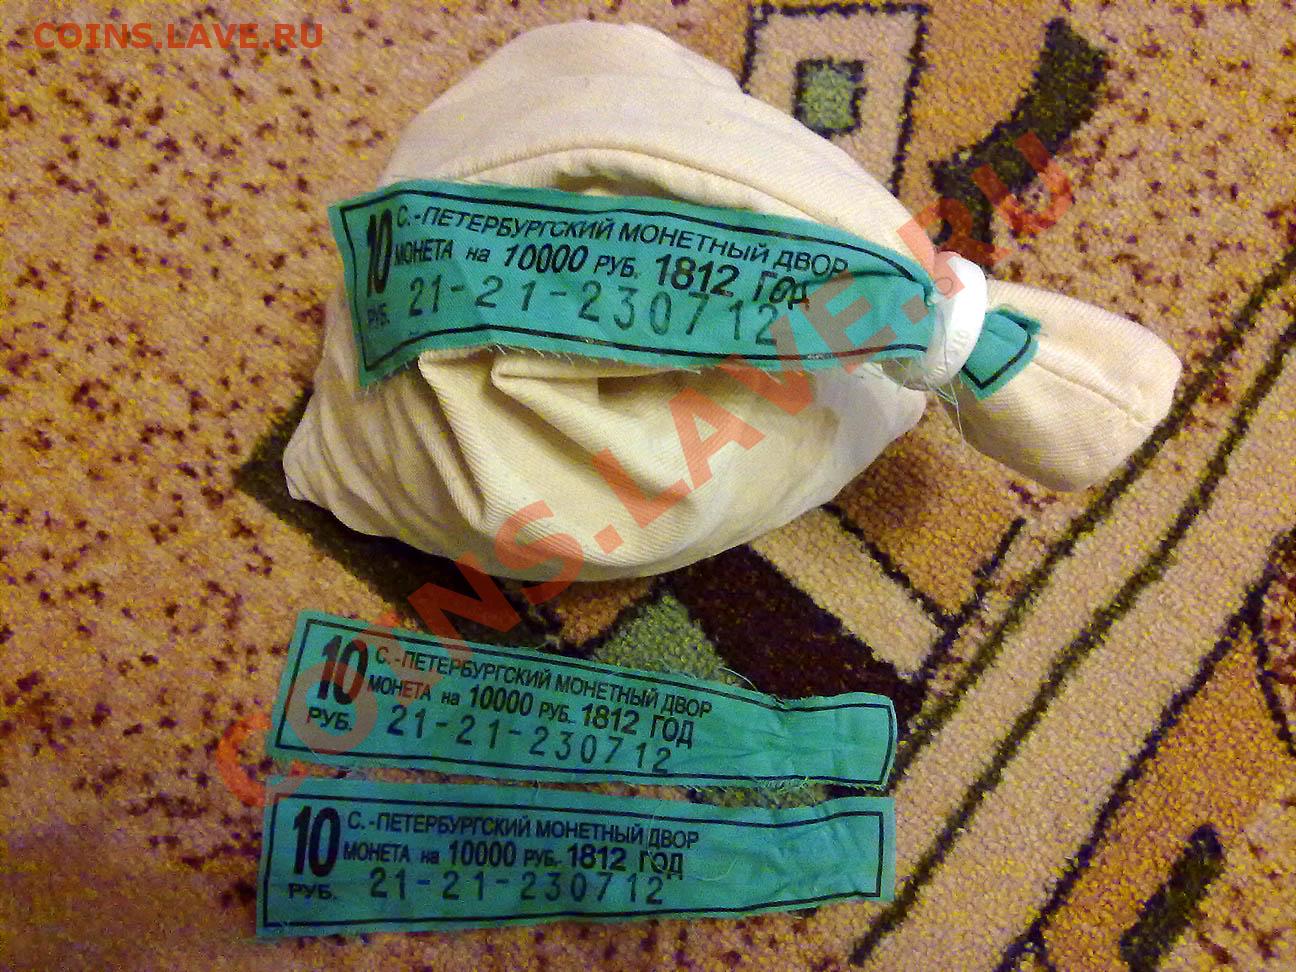 COINS.LAVE.RU
10
РУБ.
С.-ПЕТЕРБУРГСКИЙ МОНЕТНЫЙ ДВОР
МОНЕТА на 10000 РУБ. 1812 ГОД
21-21-230712
10
РУБ.
С.-ПЕТЕРБУРГСКИЙ МОНЕТНЫЙ ДВОР
МОНЕТА на 10000 РУБ. 1812 ГОД
21-21-230712
10
РУБ.
С.-ПЕТЕРБУРГСКИЙ МОНЕТНЫЙ ДВОР
МОНЕТА на 10000 РУБ. 1812 ГОД
21-21-230712
COINS.LAVE.RU